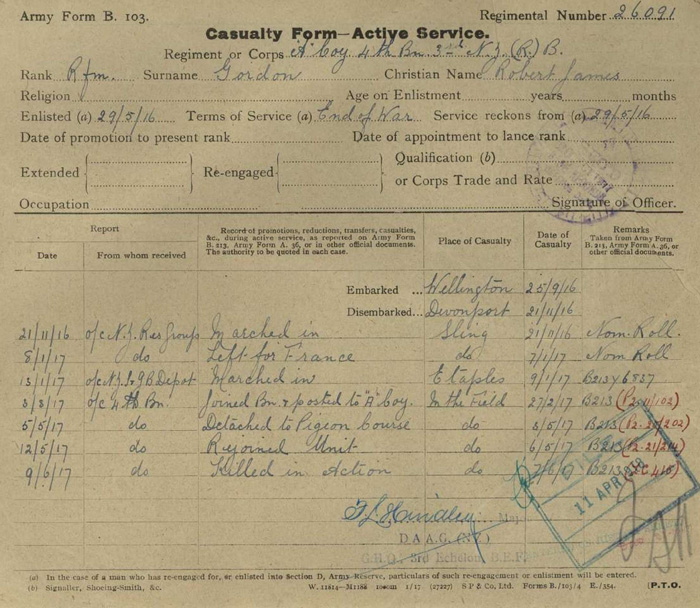 Army Form B. 103.
Regimental Number 26091
Casualty Form—Active Service.
Regiment or Corps "A" Coy 4th Bn 3rd N.Z. (R) B.
Rank Rfm. Surname Gordon Christian Name Robert James
Religion Age on Enlistment years months
Enlisted (a) 29/5/16 Terms of Service (a) End of War Service reckons from (a) 29/5/16
Date of promotion to present rank Date of appointment to lance rank
Extended Re-engaged Qualification (b)
or Corps Trade and Rate
Occupation Signature of Officer.
Report
Date From whom received
Record of promotions, reductions, transfers, casualties, &c., during active service, as reported on Army Form B. 213, Army Form A. 36, or in other official documents. The authority to be quoted in each case.
Place of Casualty
Date of Casualty
Remarks
Taken from Army Form B. 213, Army Form A. 36, or other official documents.
Embarked ... Wellington 25/9/16
Disembarked ... Devonport 21/11/16
21/11/16 o/c N.Z. Res Group Marched in Sling 21/11/16 Nom. Roll.
8/1/17 do Left for France do 7/1/17 Nom Roll
13/1/17 o/c N.Z. I & G B Depot Marched in Etaples 9/1/17 B213
3/3/17 o/c 4th Bn. Joined Bn. & posted to "A" Coy. In the Field 27/2/17 B213
5/5/17 do Detached to Pigeon Course do B213
12/5/17 do Rejoined Unit do 6/5/17 B213
9/6/17 do Killed in Action do 7/6/17 B213
11 APR 1918
D A A G. (N.Z.)
G.H.Q. 3rd Echelon B.E.F.
(a) In the case of a man who has re-engaged for, or enlisted into Section D, Army Reserve, particulars of such re-engagement or enlistment will be entered.
(b) Signaller, Shoeing-Smith, &c. 1/17 (27227) S P & Co. Ltd. Forms B./103/4 E./354. [P.T.O.